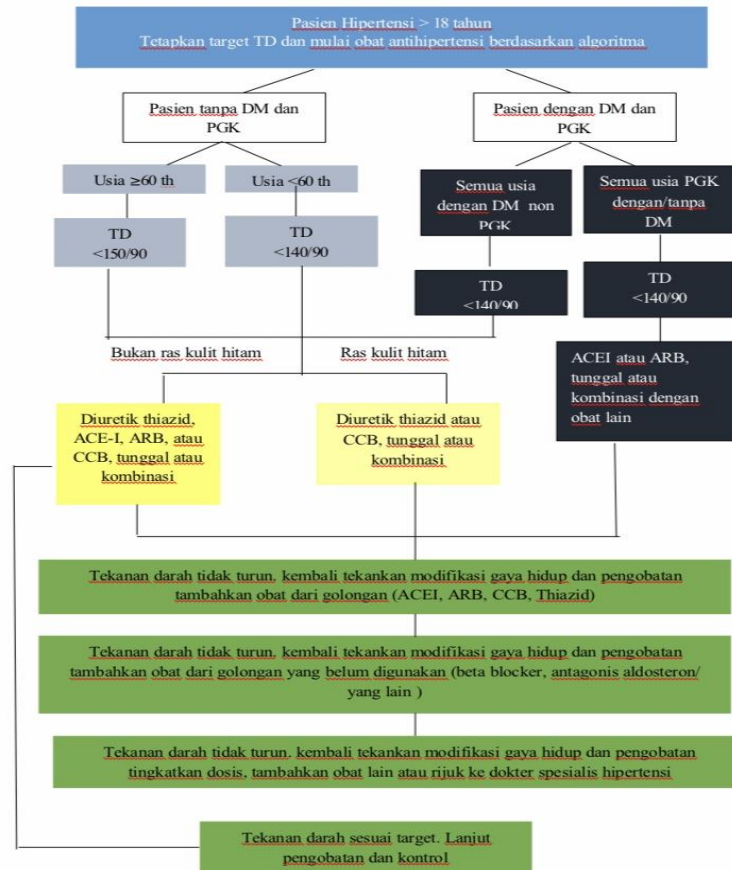 Pasien Hipertensi > 18 tahun
Tetapkan target TD dan mulai obat antihipertensi berdasarkan algoritma
Pasien tanpa DM dan
PGK
Pasien dengan DM dan
PGK
Usia ≥60 th
Usia <60 th
Semua usia
dengan DM non
PGK
Semua usia PGK
dengan/tanpa
DM
TD
<150/90
TD
<140/90
TD
<140/90
TD
<140/90
Bukan ras kulit hitam
Ras kulit hitam
ACEI atau ARB,
tunggal atau
kombinasi dengan
obat lain
Diuretik thiazid,
ACE-I, ARB, atau
CCB, tunggal atau
kombinasi
Diuretik thiazid atau
CCB, tunggal atau
kombinasi
Tekanan darah tidak turun, kembali tekankan modifikasi gaya hidup dan pengobatan
tambahkan obat dari golongan (ACEI, ARB, CCB, Thiazid)
Tekanan darah tidak turun, kembali tekankan modifikasi gaya hidup dan pengobatan
tambahkan obat dari golongan yang belum digunakan (beta blocker, antagonis aldosteron/
yang lain )
Tekanan darah tidak turun. kembali tekankan modifikasi gaya hidup dan pengobatan
tingkatkan dosis, tambahkan obat lain atau rijuk ke dokter spesialis hipertensi
Tekanan darah sesuai target. Lanjut
pengobatan dan kontrol